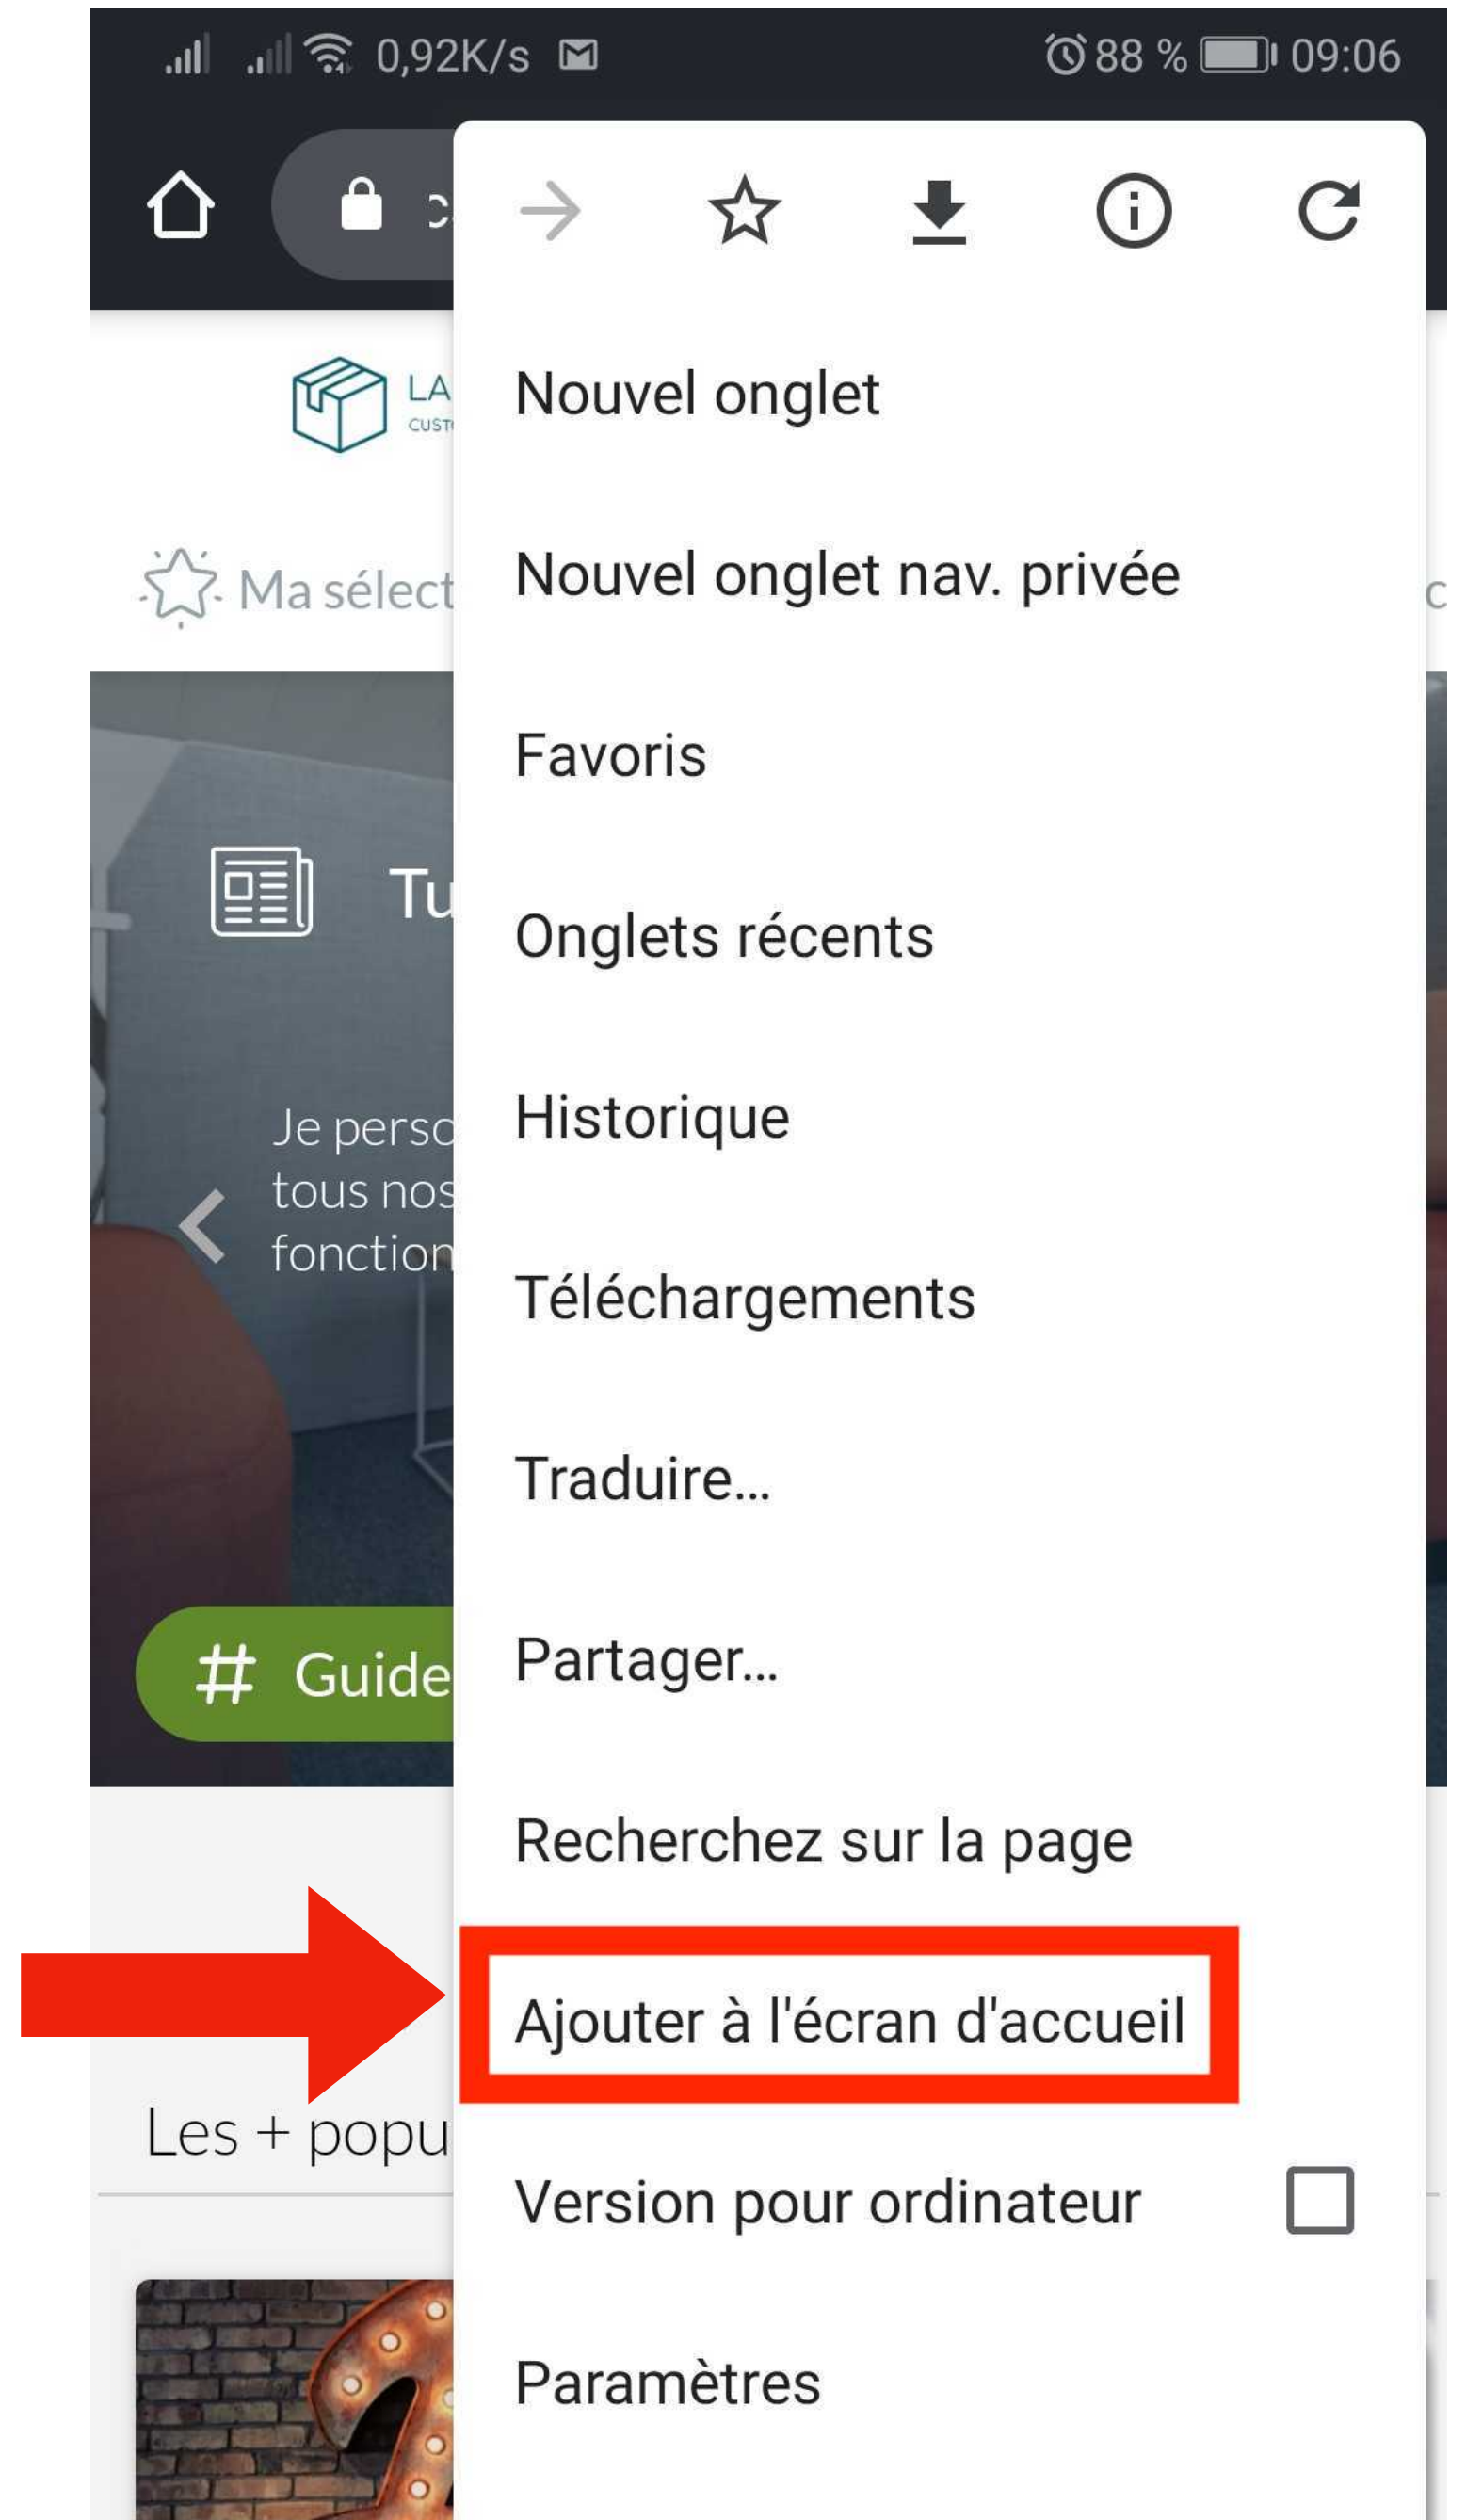 0,92K/s
88 %
09:06
LA
Nouvel onglet
Ma sélect
Nouvel onglet nav. privée
Favoris
Tu
Onglets récents
Je perso
tous nos
fonction
Historique
Téléchargements
Traduire...
# Guide
Partager...
Recherchez sur la page
Ajouter à l'écran d'accueil
Les + popu
Version pour ordinateur
Paramètres